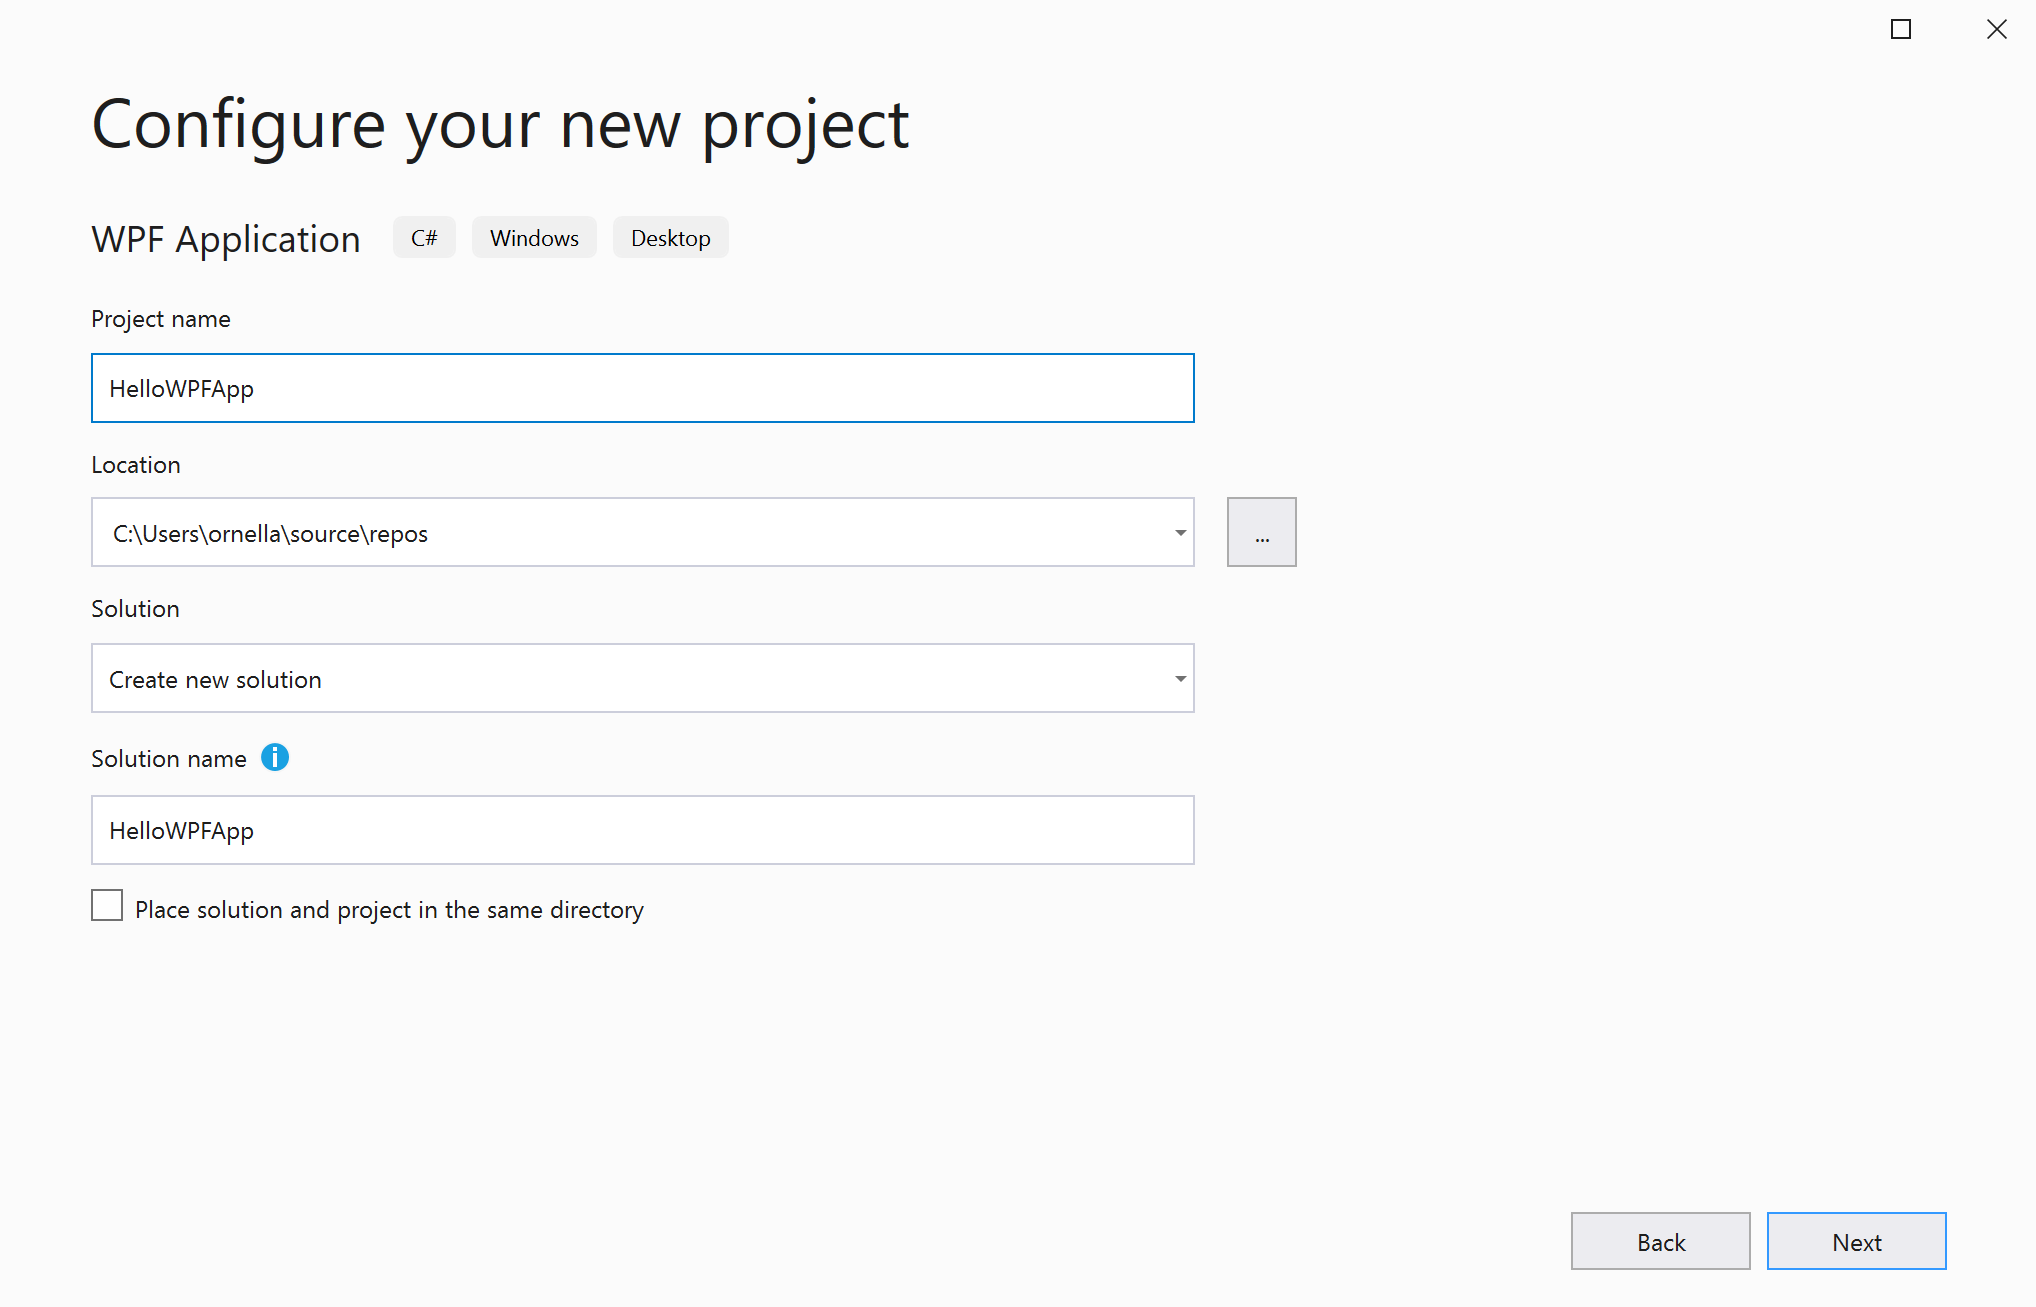 Configure your new project
WPF Application C# Windows Desktop
Project name
HelloWPFApp
Location
C:\Users\ornella\source\repos
...
Solution
Create new solution
Solution name
HelloWPFApp
Place solution and project in the same directory
Back Next